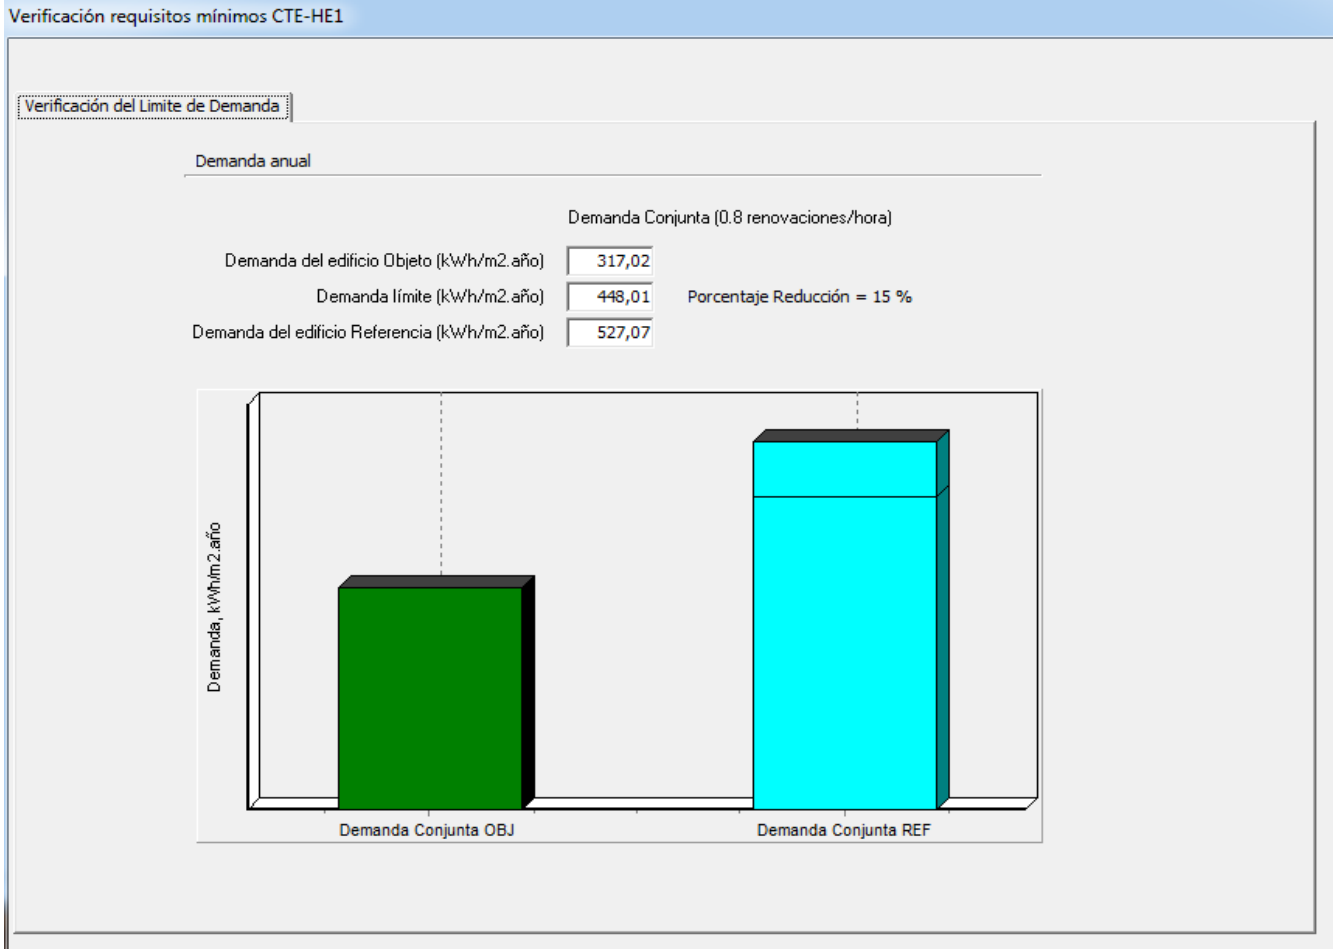 Verificación requisitos mínimos CTE-HE1
Verificación del Limite de Demanda
Demanda anual
Demanda Conjunta (0.8 renovaciones/hora)
Demanda del edificio Objeto (kWh/m2.año) 317,02
Demanda límite (kWh/m2.año) 448,01 Porcentaje Reducción = 15 %
Demanda del edificio Referencia (kWh/m2.año) 527,07
Demanda, kWh/m2.año
Demanda Conjunta OBJ Demanda Conjunta REF